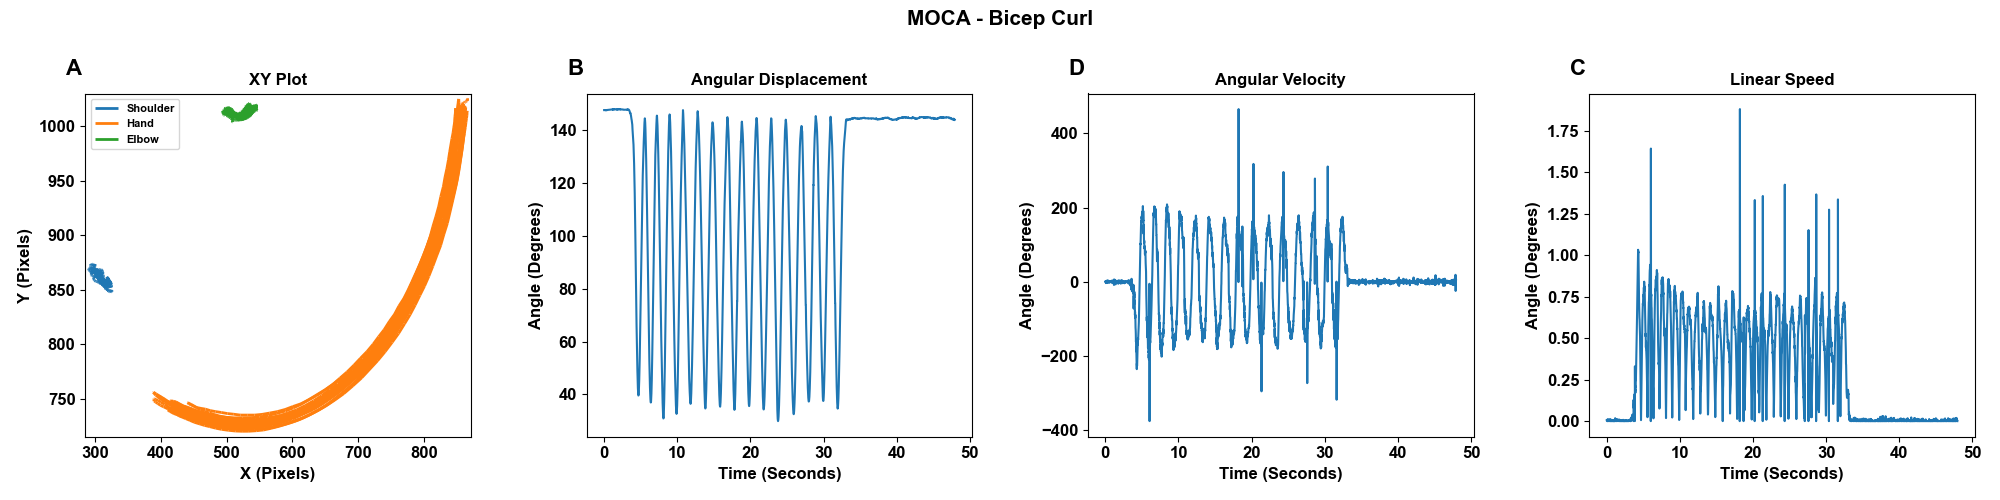 MOCA - Bicep Curl
A
XY Plot
Shoulder
Hand
Elbow
1000
950
900
850
800
750
Y (Pixels)
300 400 500 600 700 800
X (Pixels)
B
Angular Displacement
140
120
100
80
60
40
Angle (Degrees)
0 10 20 30 40 50
Time (Seconds)
D
Angular Velocity
400
200
0
−200
−400
Angle (Degrees)
0 10 20 30 40 50
Time (Seconds)
C
Linear Speed
1.75
1.50
1.25
1.00
0.75
0.50
0.25
0.00
Angle (Degrees)
0 10 20 30 40 50
Time (Seconds)